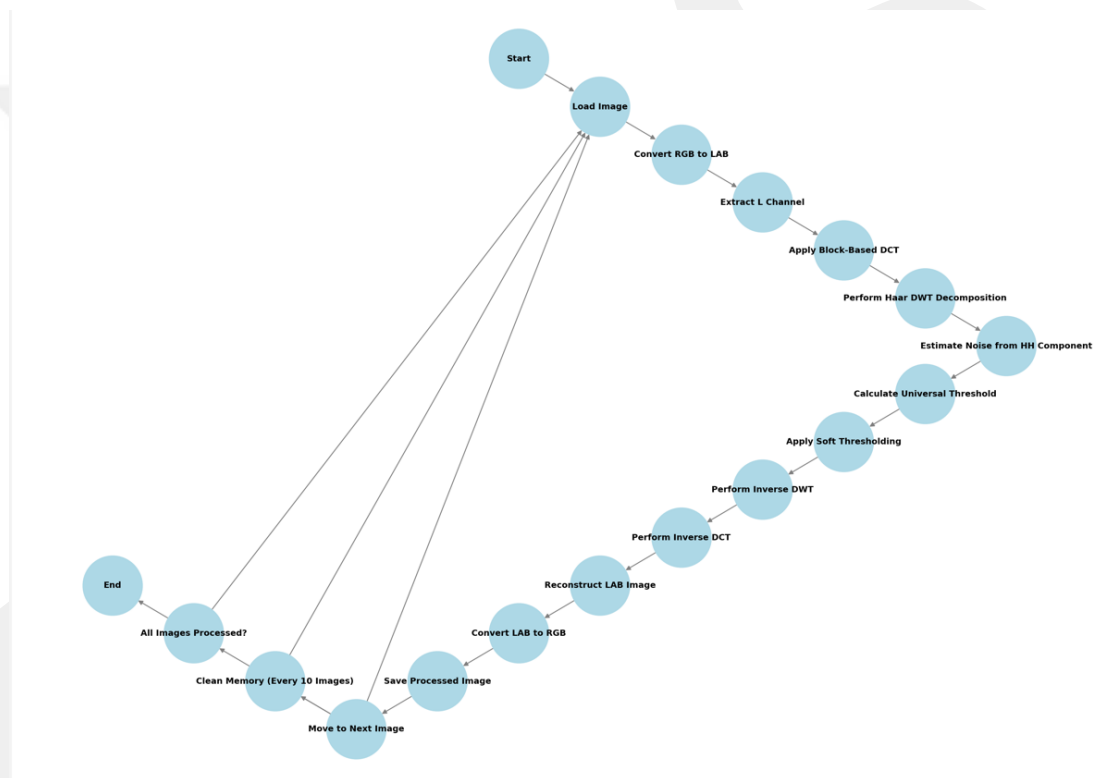 Start
Load Image
Convert RGB to LAB
Extract L Channel
Apply Block-Based DCT
Perform Haar DWT Decomposition
Estimate Noise from HH Component
Calculate Universal Threshold
Apply Soft Thresholding
Perform Inverse DWT
Perform Inverse DCT
Reconstruct LAB Image
Convert LAB to RGB
Save Processed Image
Move to Next Image
Clean Memory (Every 10 Images)
All Images Processed?
End